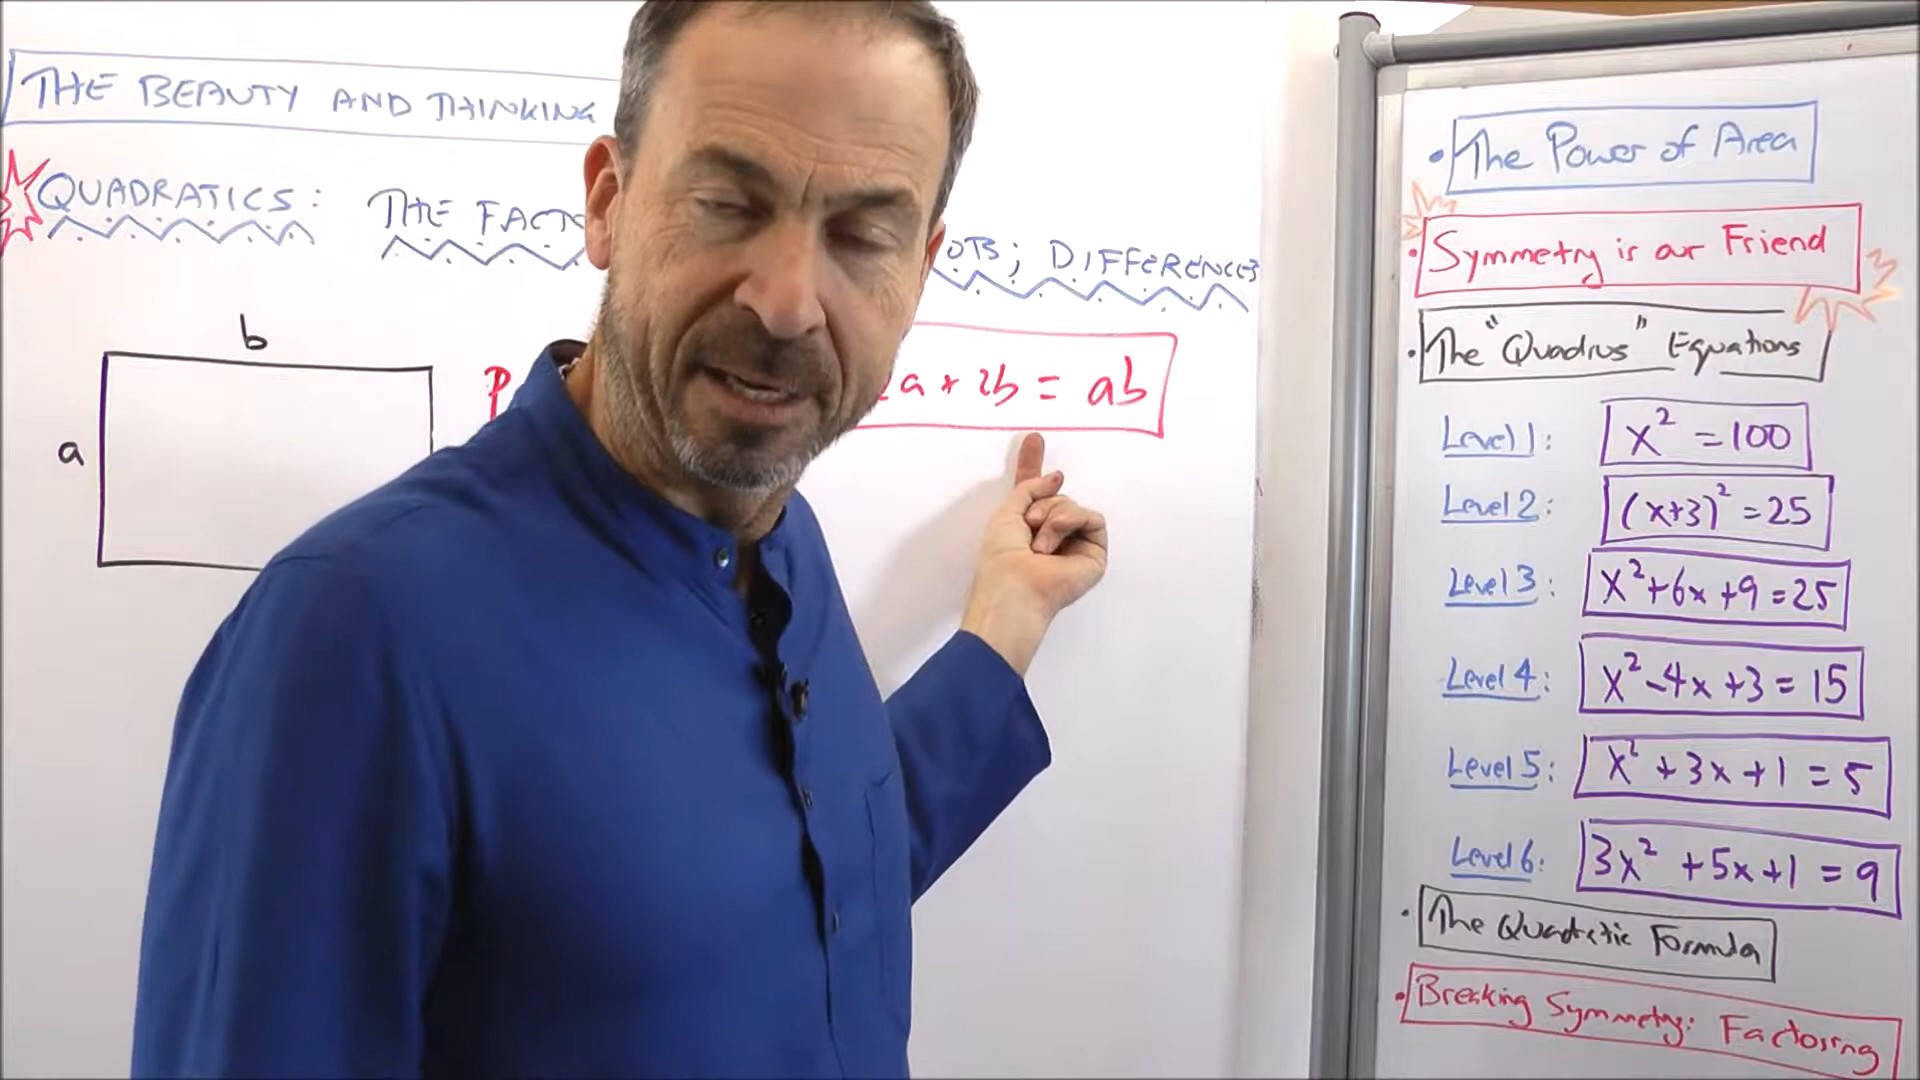 THE BEAUTY AND THINKING
QUADRATICS: THE FACTO OTS; DIFFERENCES
b
a
P 2a + 2b = ab
• The Power of Area
• Symmetry is our Friend
• The "Quadrus" Equations
Level 1: x² = 100
Level 2: (x+3)² = 25
Level 3: x² + 6x + 9 = 25
Level 4: x² - 4x + 3 = 15
Level 5: x² + 3x + 1 = 5
Level 6: 3x² + 5x + 1 = 9
• The Quadratic Formula
• Breaking Symmetry: Factoring